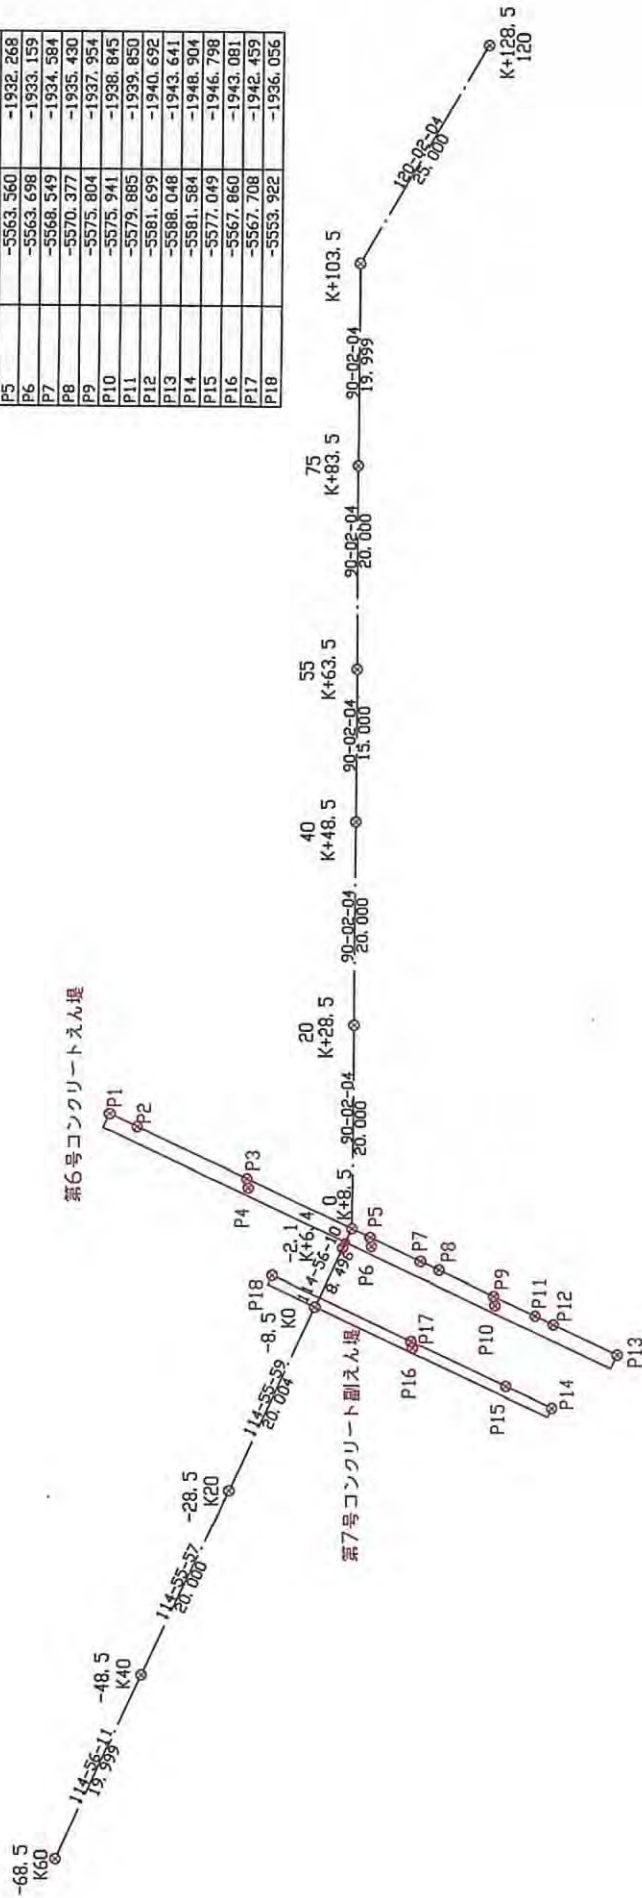 P5 -5563.560 -1932.268
P6 -5563.698 -1933.159
P7 -5568.549 -1934.584
P8 -5570.377 -1935.430
P9 -5575.804 -1937.954
P10 -5575.941 -1938.845
P11 -5579.885 -1939.850
P12 -5581.699 -1940.692
P13 -5588.048 -1943.641
P14 -5581.584 -1948.904
P15 -5577.049 -1946.798
P16 -5567.860 -1943.081
P17 -5567.708 -1942.459
P18 -5553.922 -1936.056
-68.5
K60
114-56-11
19.999
-48.5
K40
114-55-57
20.000
-28.5
K20
114-55-59
20.004
-8.5
K0
114-56-10
8.496
-2.1
K+6.4
0
K+8.5
90-02-04
20.000
20
K+28.5
90-02-04
20.000
40
K+48.5
90-02-04
15.000
55
K+63.5
90-02-04
20.000
75
K+83.5
90-02-04
19.999
K+103.5
120-02-04
25.000
K+128.5
120
第6号コンクリートえん堤
P1
P2
P3
P4
P5
P6
P7
P8
P9
P10
P11
P12
P13
第7号コンクリート副えん堤
P18
P17
P16
P15
P14